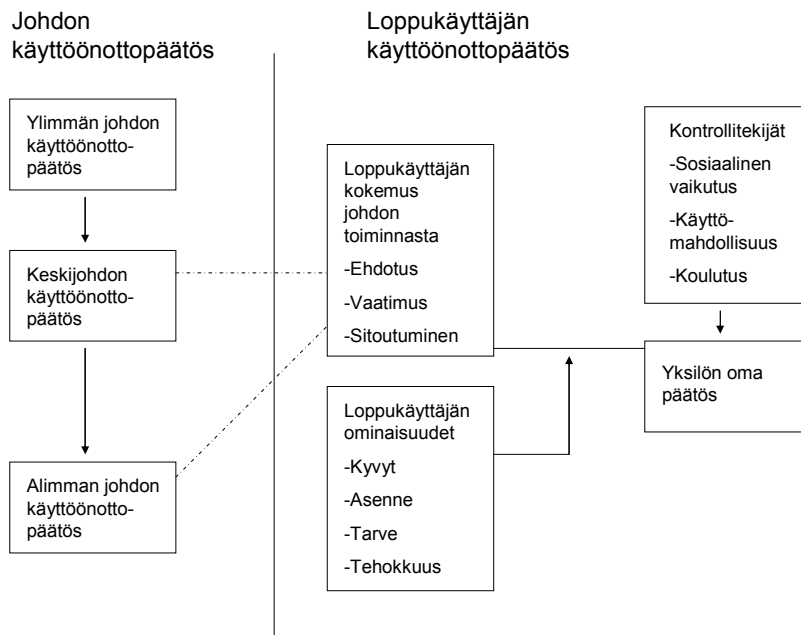 Johdon
käyttöönottopäätös
Loppukäyttäjän
käyttöönottopäätös
Ylimmän johdon
käyttöönotto-
päätös
Keskijohdon
käyttöönotto-
päätös
Alimman johdon
käyttöönotto-
päätös
Loppukäyttäjän
kokemus
johdon
toiminnasta
-Ehdotus
-Vaatimus
-Sitoutuminen
Loppukäyttäjän
ominaisuudet
-Kyvyt
-Asenne
-Tarve
-Tehokkuus
Kontrollitekijät
-Sosiaalinen
vaikutus
-Käyttö-
mahdollisuus
-Koulutus
Yksilön oma
päätös